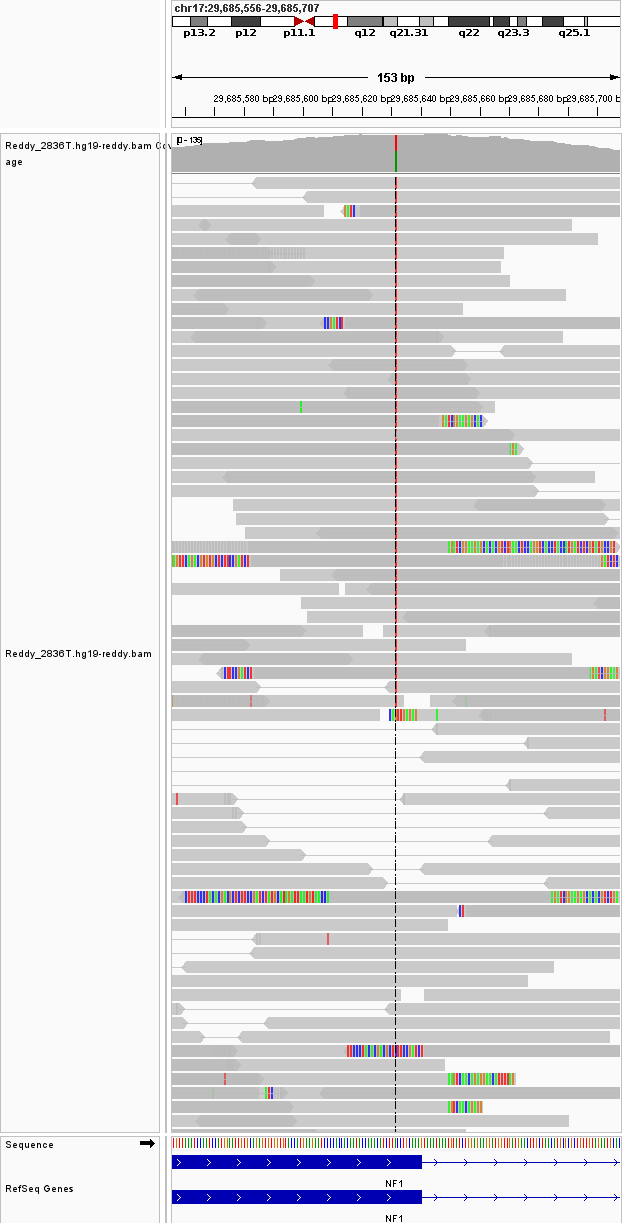 chr17:29,685,556-29,685,707
p13.2 p12 p11.1 q12 q21.31 q22 q23.3 q25.1
153 bp
29,685,580 bp 29,685,600 bp 29,685,620 bp 29,685,640 bp 29,685,660 bp 29,685,680 bp 29,685,700 b
Reddy_2836T.hg19-reddy.bam Cov
age
[0 - 135]
Reddy_2836T.hg19-reddy.bam
Sequence
NF1
RefSeq Genes
NF1